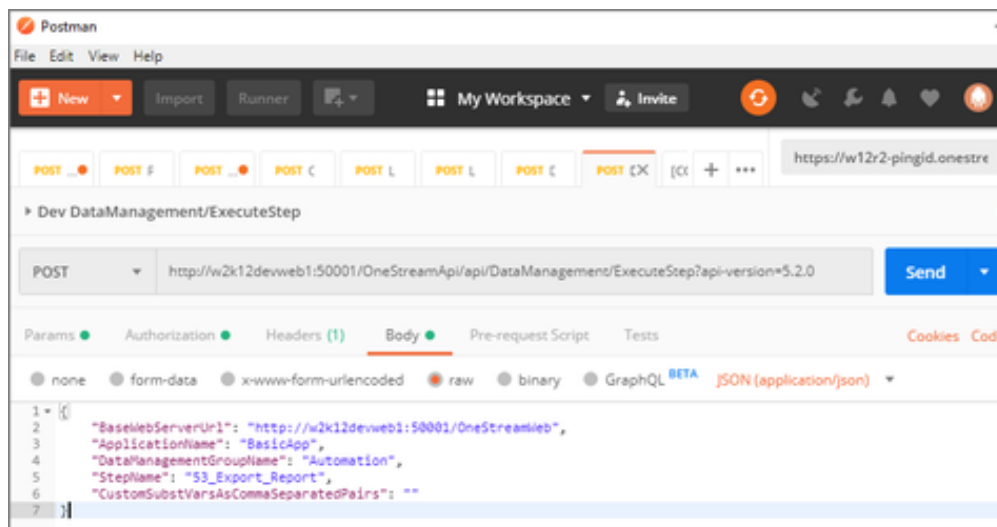 Postman
File Edit View Help
New Import Runner My Workspace Invite
POST ... POST F POST ... POST C POST L POST L POST C POST [X [CC + ••• https://w12r2-pingid.onestre
Dev DataManagement/ExecuteStep
POST http://w2k12devweb1:50001/OneStreamApi/api/DataManagement/ExecuteStep?api-version=5.2.0 Send
Params Authorization Headers (1) Body Pre-request Script Tests Cookies Cod
none form-data x-www-form-urlencoded raw binary GraphQL BETA JSON (application/json)
1 {
2 "BaseWebServerUrl": "http://w2k12devweb1:50001/OneStreamWeb",
3 "ApplicationName": "BasicApp",
4 "DataManagementGroupName": "Automation",
5 "StepName": "S3_Export_Report",
6 "CustomSubstVarsAsCommaSeparatedPairs": ""
7 }